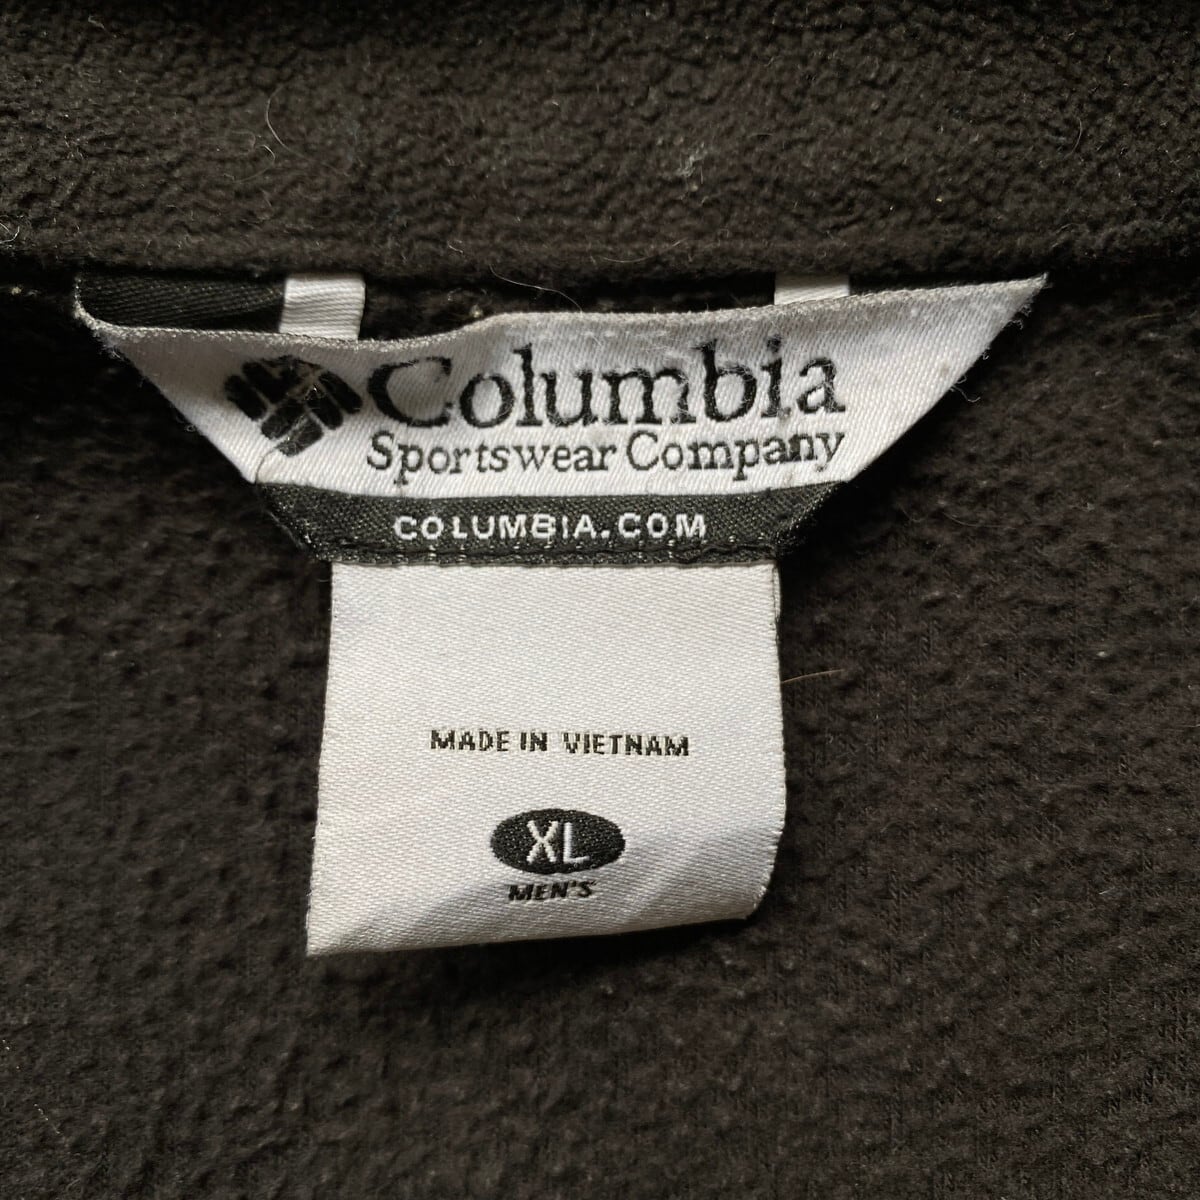 Columbia
Sportswear Company
COLUMBIA.COM
MADE IN VIETNAM
XL
MEN'S